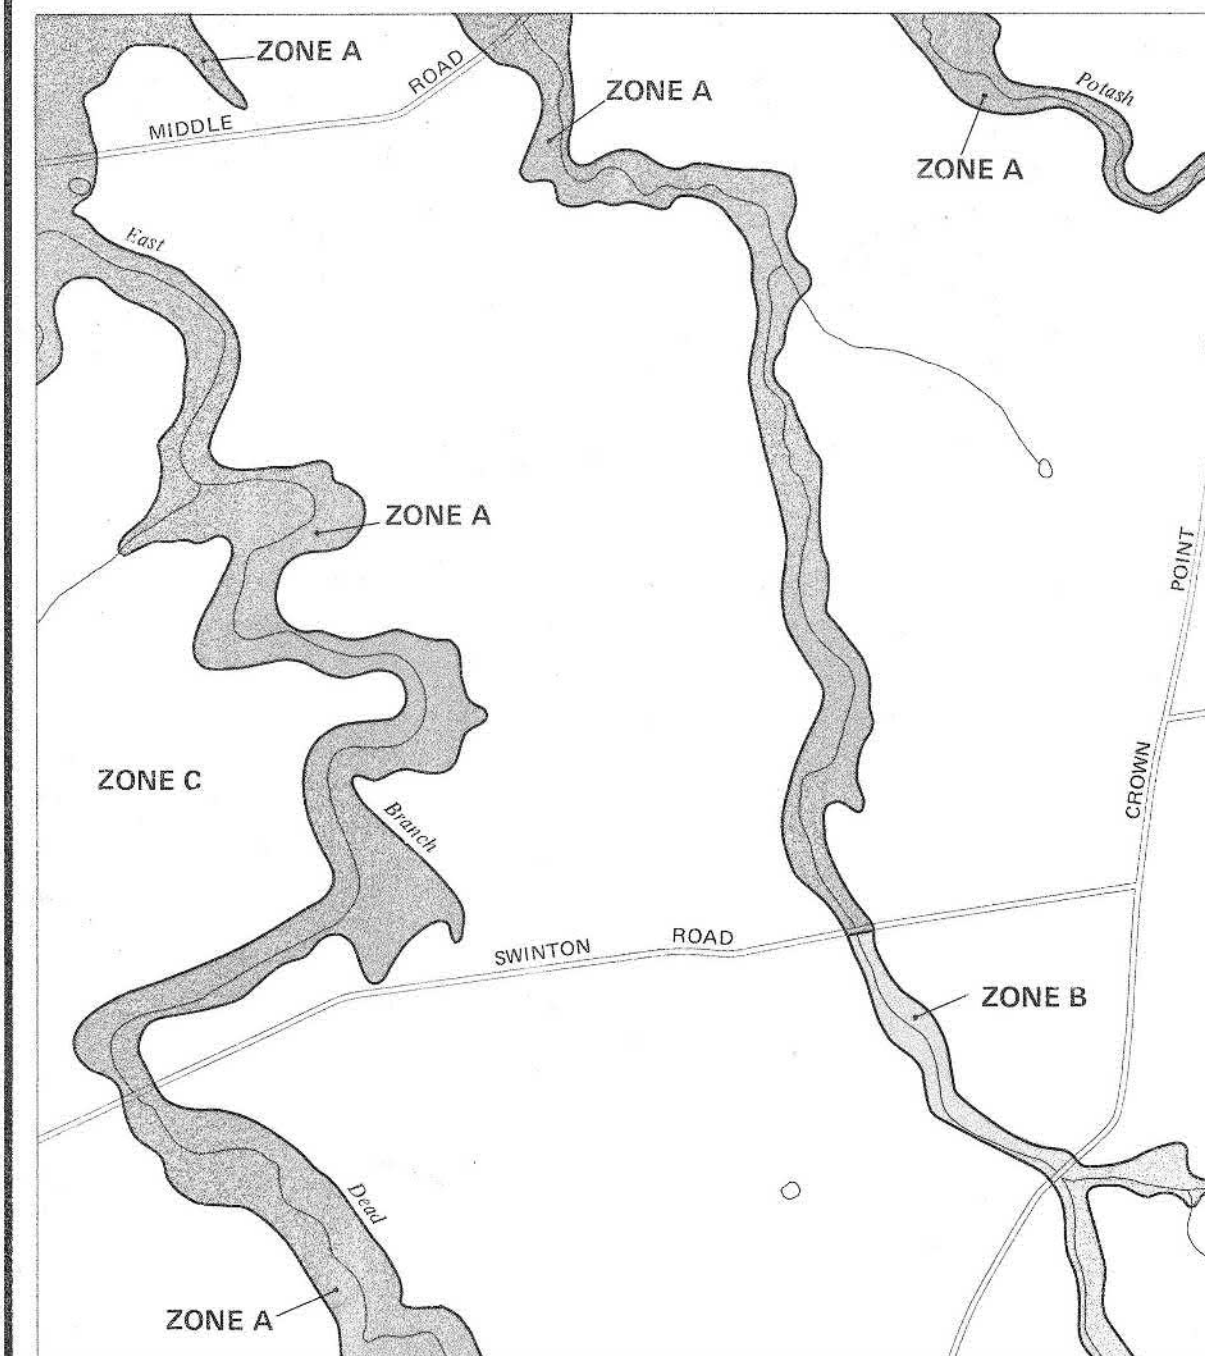 ZONE A
ROAD
MIDDLE
ZONE A
Potash
ZONE A
East
ZONE A
POINT
ZONE C
CROWN
Branch
SWINTON
ROAD
ZONE B
Dead
ZONE A